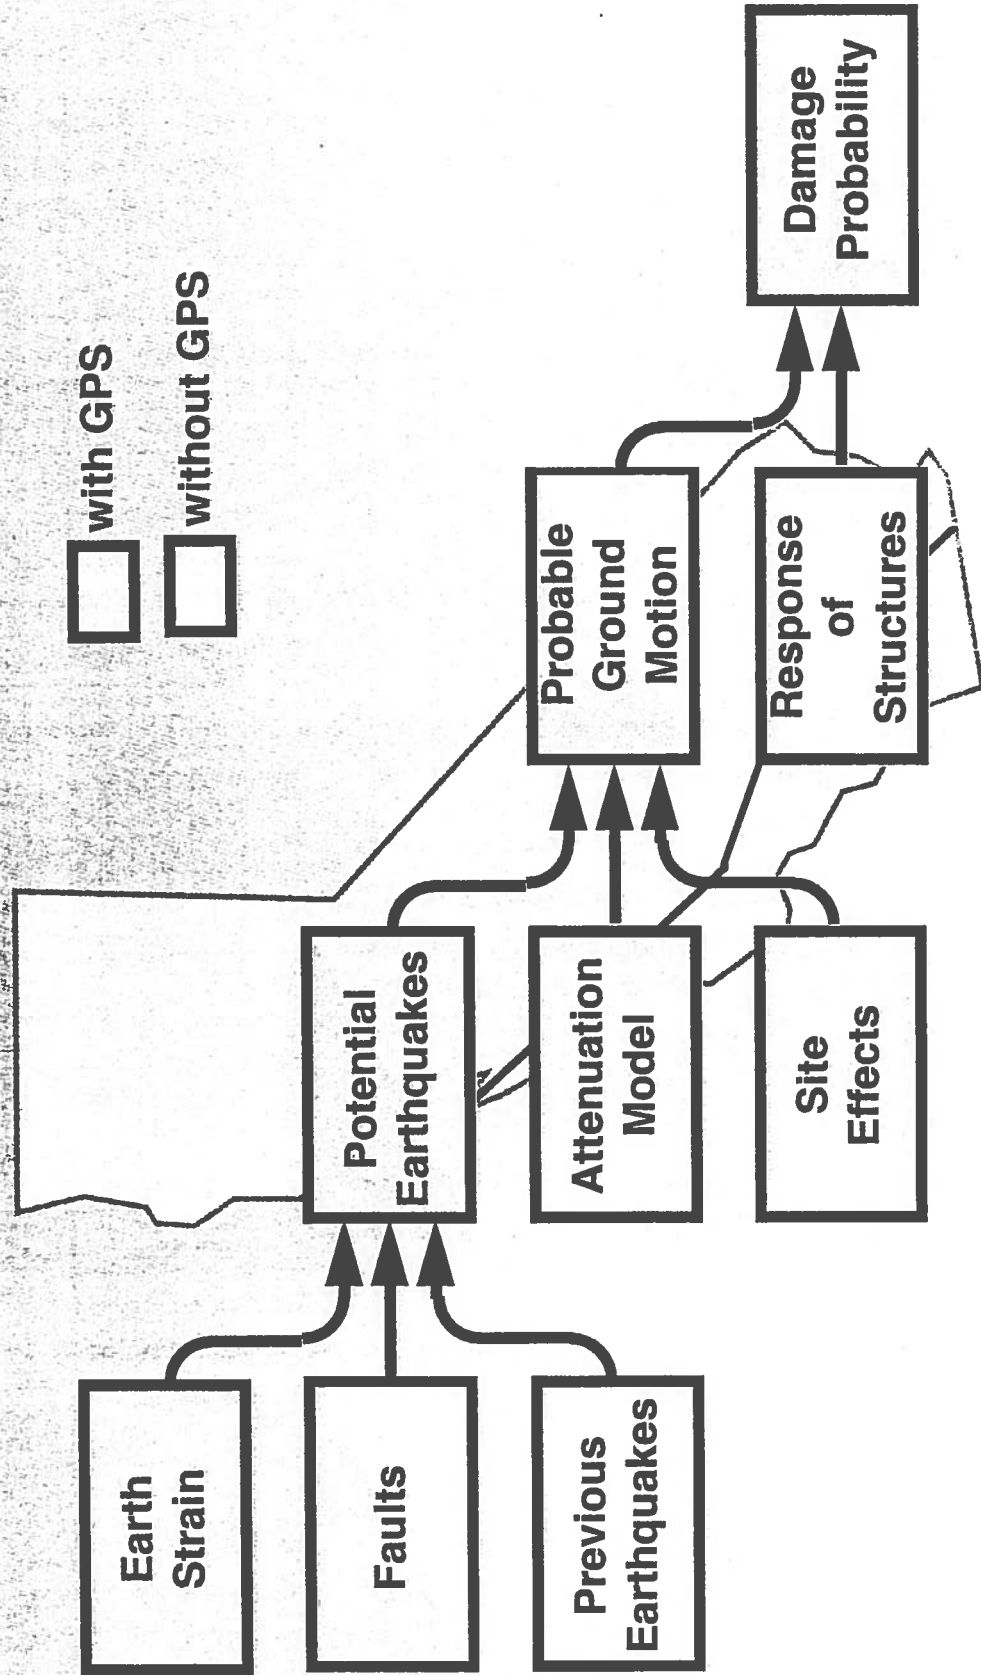 with GPS
without GPS
Earth
Strain
Faults
Previous
Earthquakes
Potential
Earthquakes
Attenuation
Model
Site
Effects
Probable
Ground
Motion
Response
of
Structures
Damage
Probability